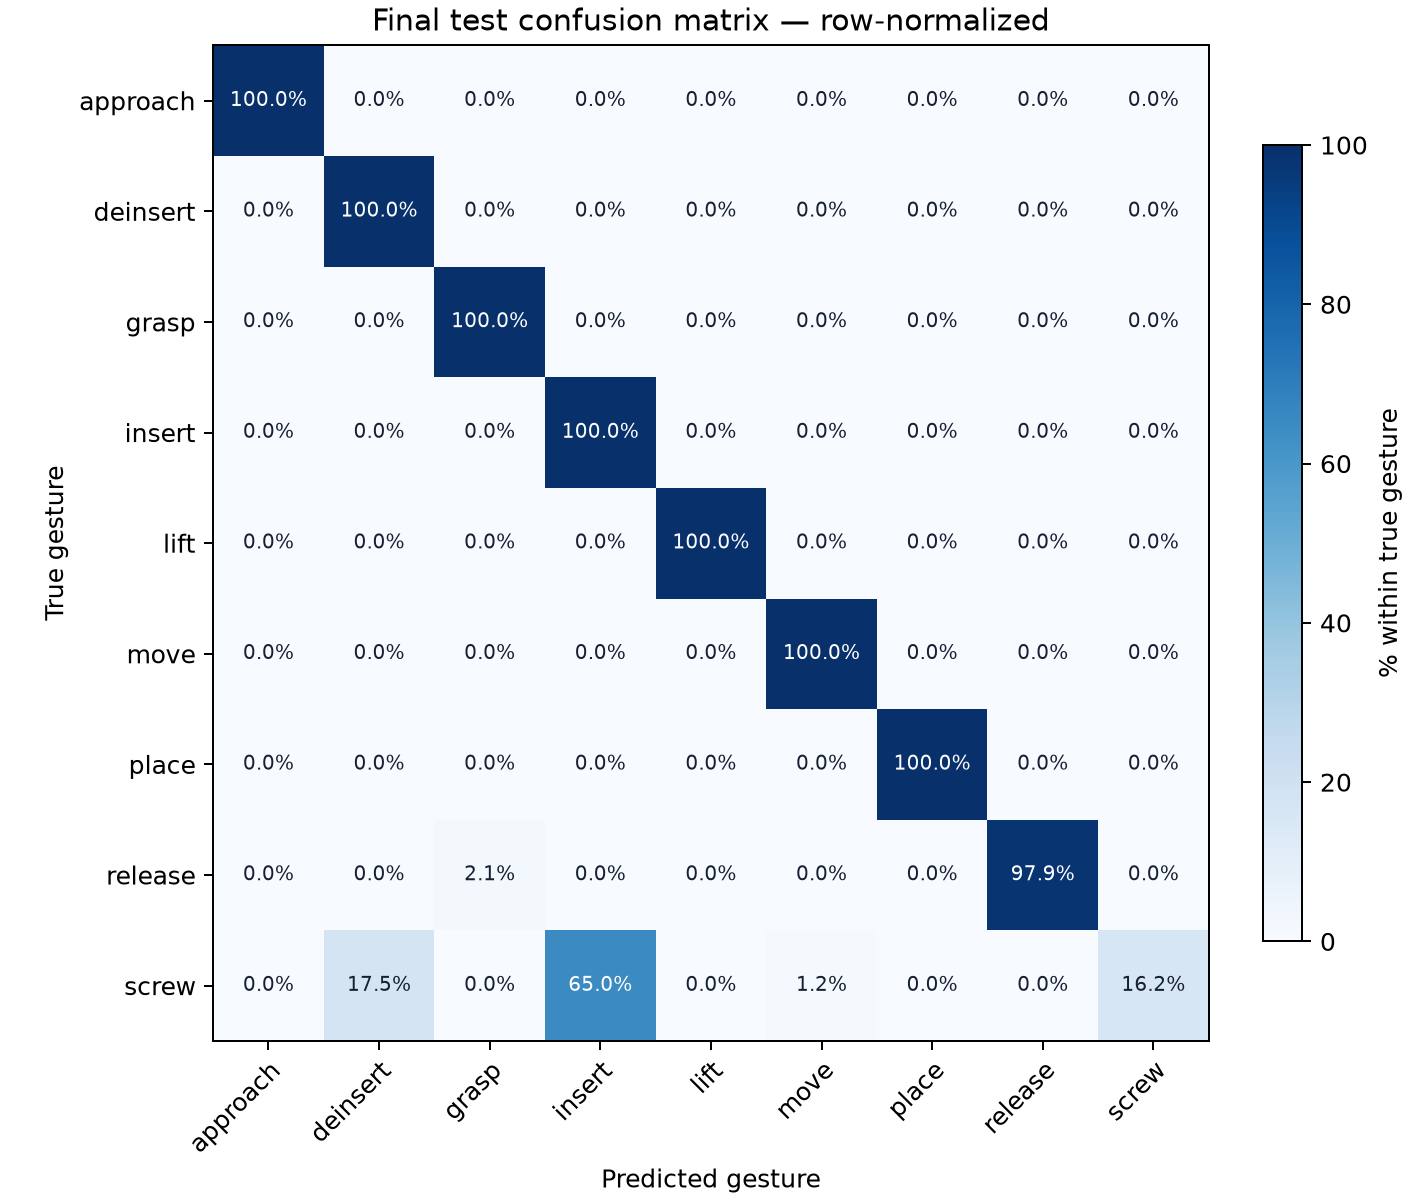 Final test confusion matrix — row-normalized
approach 100.0% 0.0% 0.0% 0.0% 0.0% 0.0% 0.0% 0.0% 0.0%
deinsert 0.0% 100.0% 0.0% 0.0% 0.0% 0.0% 0.0% 0.0% 0.0%
grasp 0.0% 0.0% 100.0% 0.0% 0.0% 0.0% 0.0% 0.0% 0.0%
insert 0.0% 0.0% 0.0% 100.0% 0.0% 0.0% 0.0% 0.0% 0.0%
lift 0.0% 0.0% 0.0% 0.0% 100.0% 0.0% 0.0% 0.0% 0.0%
move 0.0% 0.0% 0.0% 0.0% 0.0% 100.0% 0.0% 0.0% 0.0%
place 0.0% 0.0% 0.0% 0.0% 0.0% 0.0% 100.0% 0.0% 0.0%
release 0.0% 0.0% 2.1% 0.0% 0.0% 0.0% 0.0% 97.9% 0.0%
screw 0.0% 17.5% 0.0% 65.0% 0.0% 1.2% 0.0% 0.0% 16.2%
approach deinsert grasp insert lift move place release screw
Predicted gesture
True gesture
100
80
60
40
20
0
% within true gesture